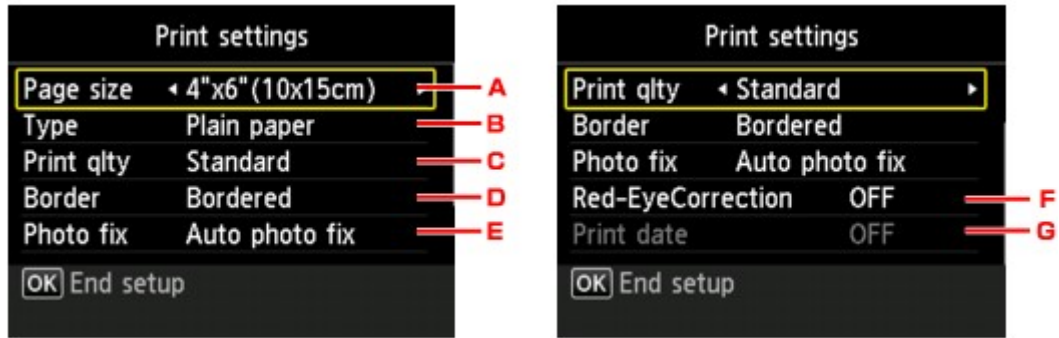 Print settings
Page size 4"x6"(10x15cm) A
Type Plain paper B
Print qlty Standard C
Border Bordered D
Photo fix Auto photo fix E
OK End setup
Print settings
Print qlty Standard
Border Bordered
Photo fix Auto photo fix
Red-EyeCorrection OFF F
Print date OFF G
OK End setup